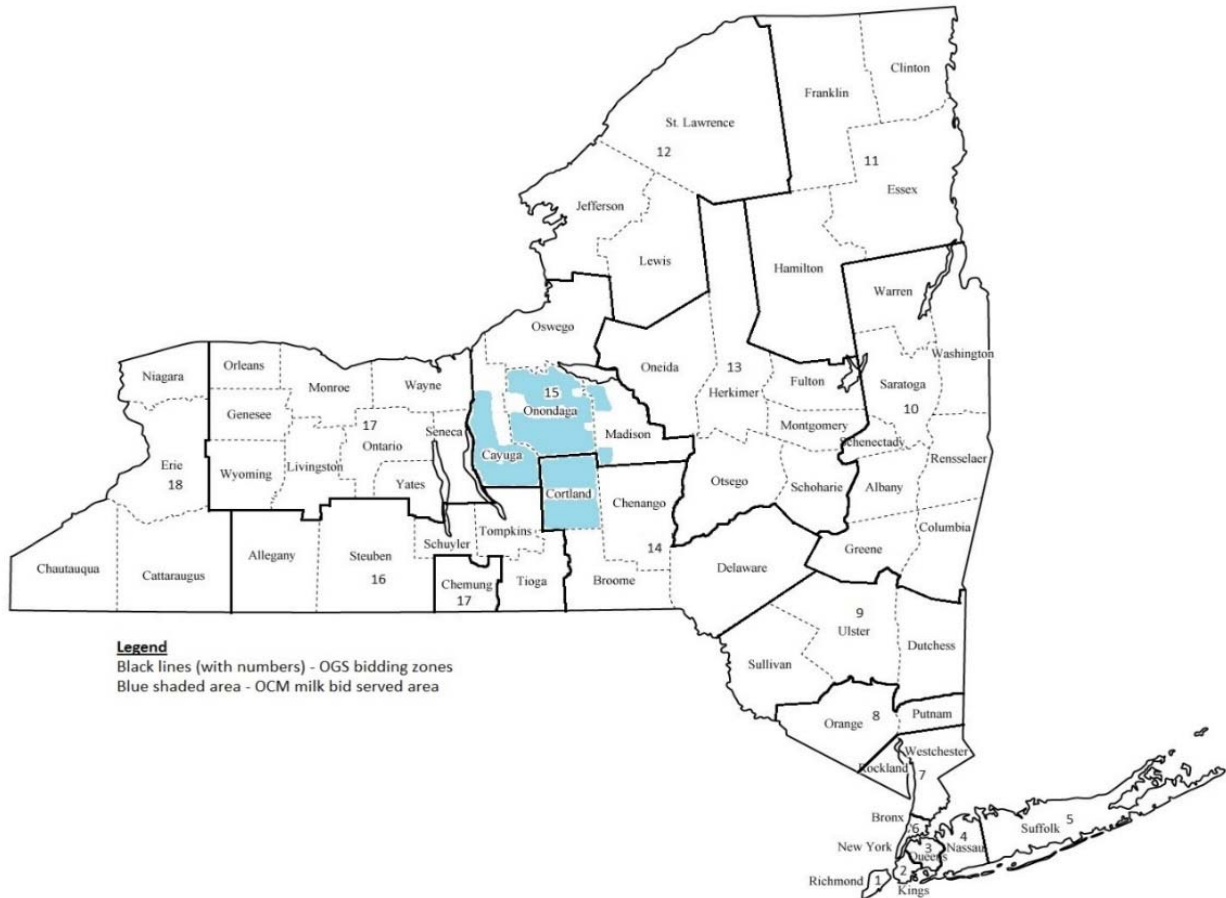 Clinton
Franklin
St. Lawrence
12
11
Essex
Jefferson
Lewis
Hamilton
Warren
Oswego
Washington
Oneida
13
Herkimer
Fulton
Saratoga
10
Niagara
Orleans
Monroe
Wayne
15
Onondaga
Genesee
17
Ontario
Seneca
Madison
Montgomery
Schenectady
Cayuga
Rensselaer
Erie
18
Wyoming
Livingston
Yates
Cortland
Chenango
Otsego
Schoharie
Albany
Columbia
Tompkins
Schuyler
Greene
14
Chautauqua
Cattaraugus
Allegany
Steuben
16
Chemung
17
Tioga
Broome
Delaware
9
Ulster
Dutchess
Sullivan
Legend
Black lines (with numbers) - OGS bidding zones
Blue shaded area - OCM milk bid served area
Orange
8
Putnam
Westchester
Rockland
7
Bronx
6
New York
3
Queens
4
Nassau
Suffolk
5
Richmond
1
2
Kings